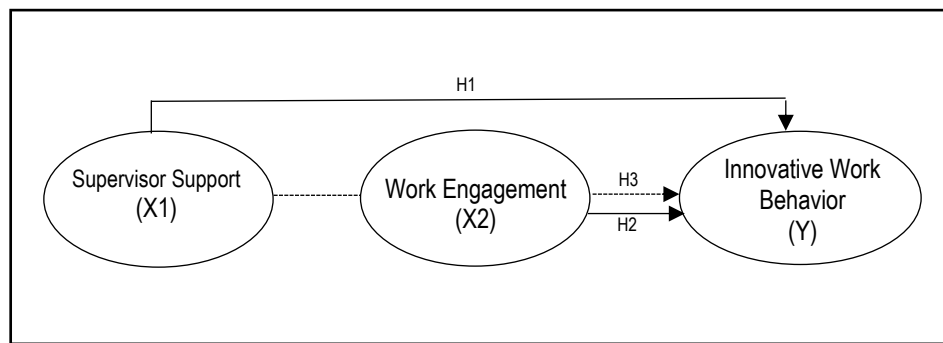 H1
Supervisor Support
(X1)
Work Engagement
(X2)
H3
H2
Innovative Work
Behavior
(Y)